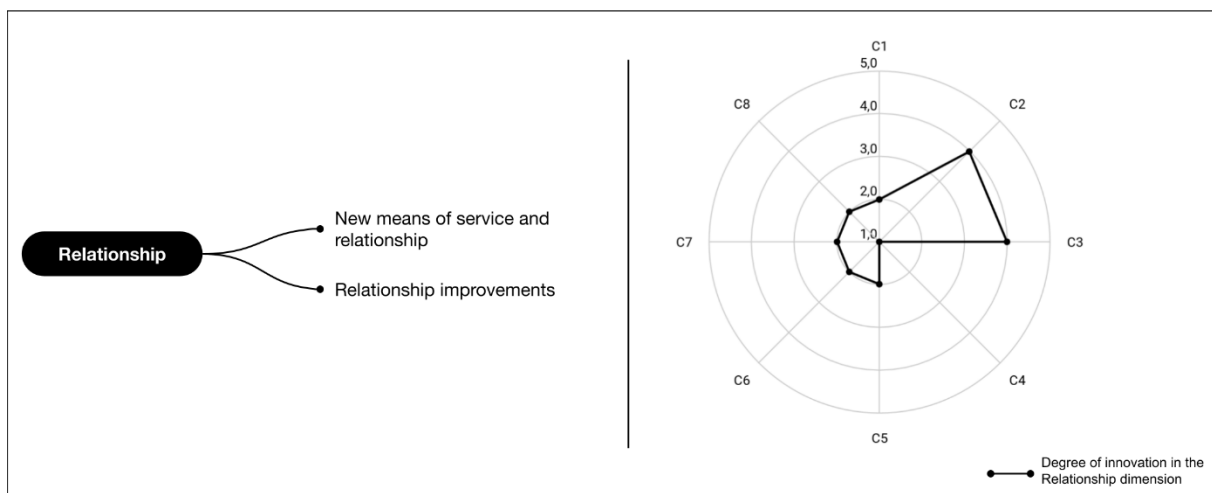 Relationship
New means of service and
relationship
Relationship improvements
C1
5,0
C8
C2
4,0
3,0
2,0
C7
1,0
C3
C6
C4
C5
Degree of innovation in the
Relationship dimension